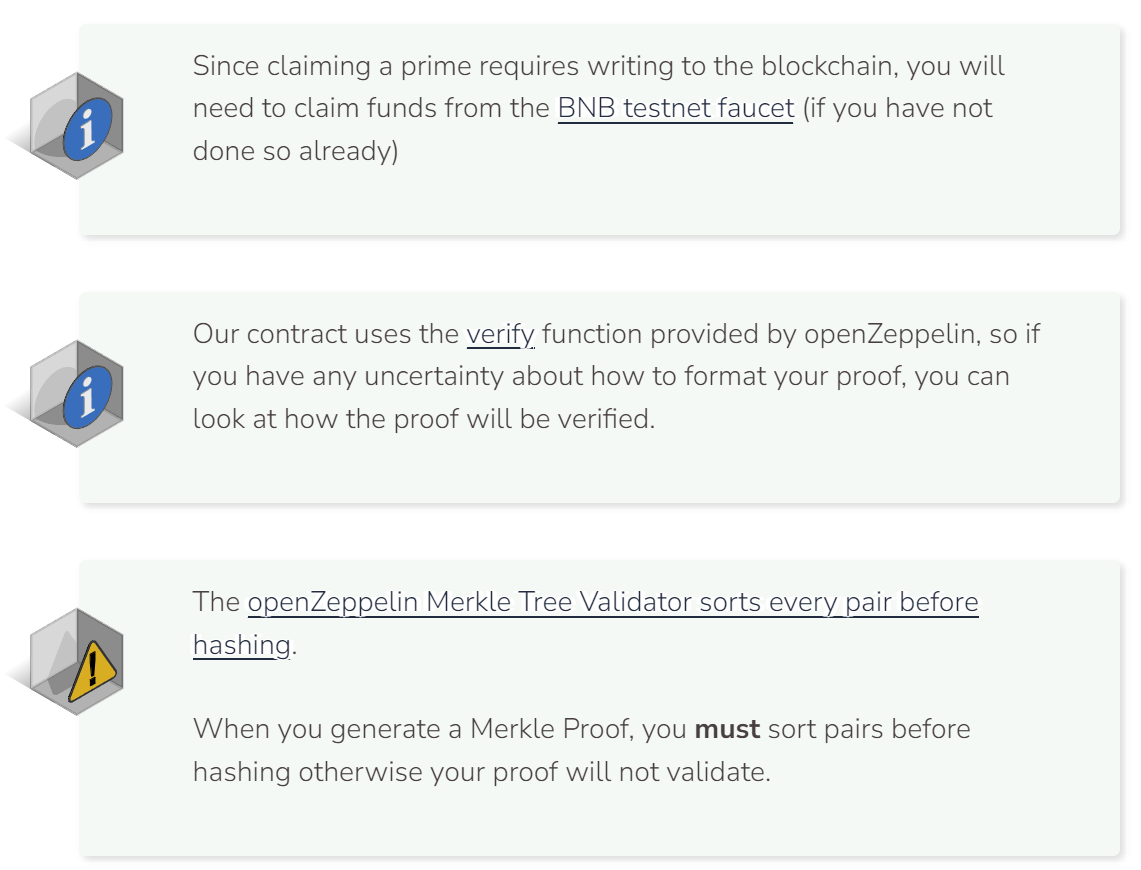 Since claiming a prime requires writing to the blockchain, you will
need to claim funds from the BNB testnet faucet (if you have not
done so already)
Our contract uses the verify function provided by openZeppelin, so if
you have any uncertainty about how to format your proof, you can
look at how the proof will be verified.
The openZeppelin Merkle Tree Validator sorts every pair before
hashing.
When you generate a Merkle Proof, you must sort pairs before
hashing otherwise your proof will not validate.